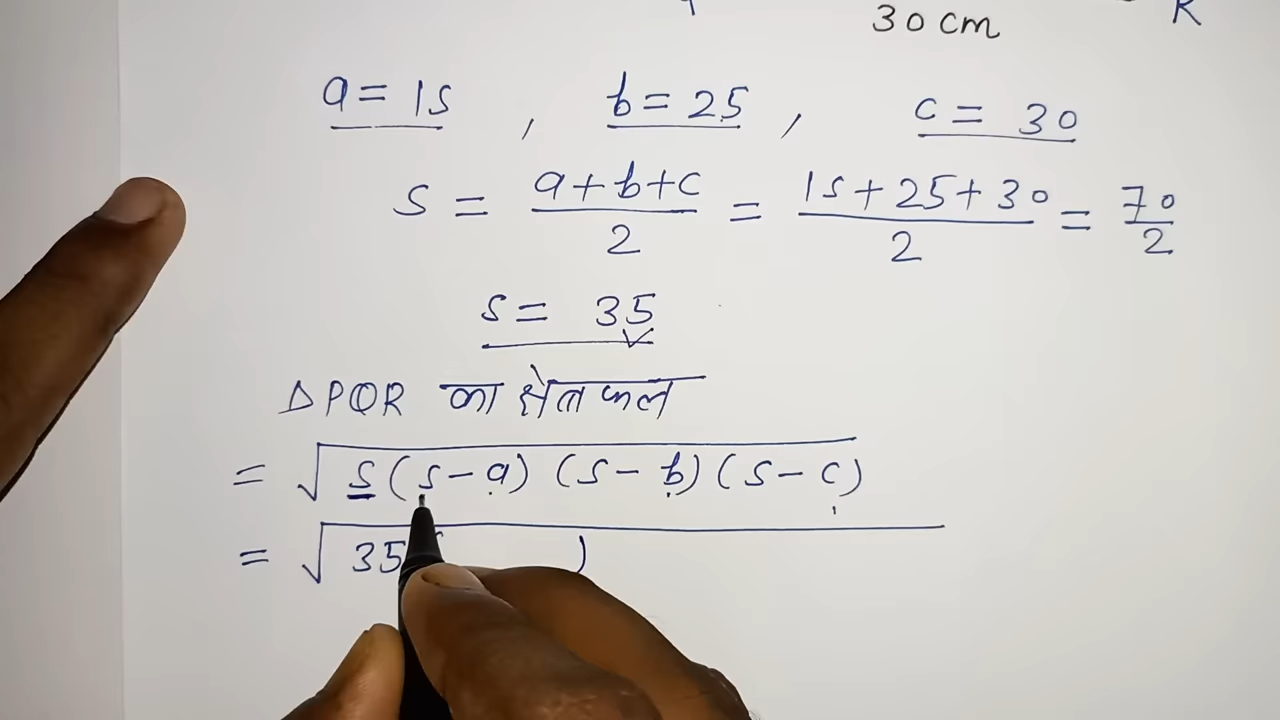 30 cm R
a = 15 , b = 25 , c = 30
s = a+b+c/2 = 15+25+30/2 = 70/2
s = 35
ΔPQR का क्षेत्रफल
= √s(s-a) (s-b) (s-c)
= √35( )